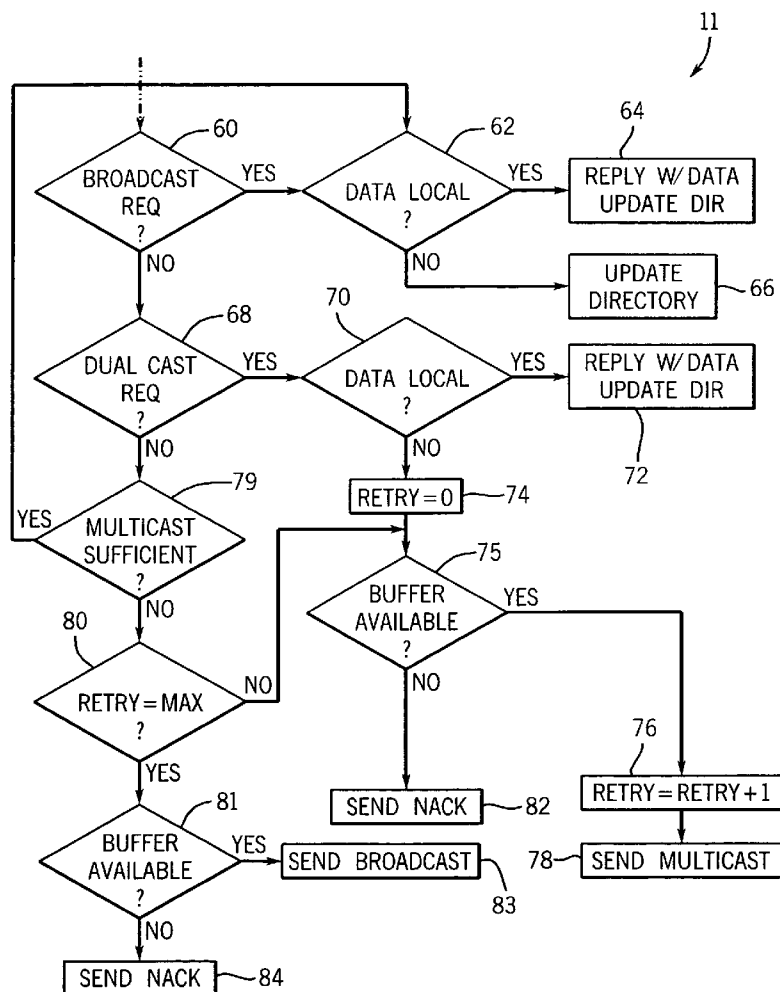 11
60
62
64
BROADCAST
REQ
?
YES
DATA LOCAL
?
YES
REPLY W/DATA
UPDATE DIR
NO
NO
UPDATE
DIRECTORY
66
68
70
DUAL CAST
REQ
?
YES
DATA LOCAL
?
YES
REPLY W/DATA
UPDATE DIR
72
NO
NO
79
RETRY=0
74
YES
MULTICAST
SUFFICIENT
?
75
BUFFER
AVAILABLE
?
YES
NO
80
RETRY=MAX
?
NO
NO
76
YES
RETRY=RETRY+1
81
SEND NACK
82
BUFFER
AVAILABLE
?
YES
SEND BROADCAST
83
78
SEND MULTICAST
NO
SEND NACK
84